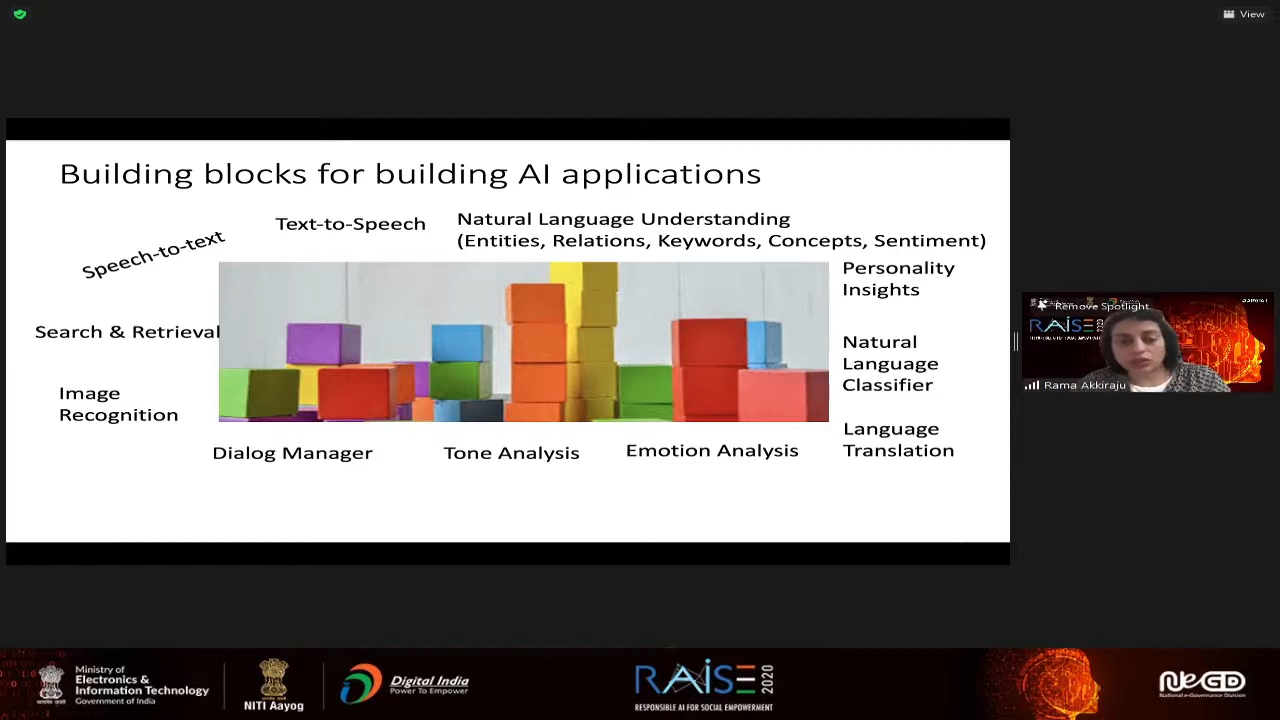 View
Building blocks for building AI applications
Text-to-Speech
Natural Language Understanding
(Entities, Relations, Keywords, Concepts, Sentiment)
Speech-to-text
Personality
Insights
Search & Retrieval
Natural
Language
Classifier
Image
Recognition
Language
Translation
Dialog Manager
Tone Analysis
Emotion Analysis
Remove Spotlight
RAISE 2020
Rama Akkiraju
Ministry of
Electronics &
Information Technology
Government of India
NITI Aayog
Digital India
Power To Empower
RAISE 2020
RESPONSIBLE AI FOR SOCIAL EMPOWERMENT
NeGD
National e-Governance Division